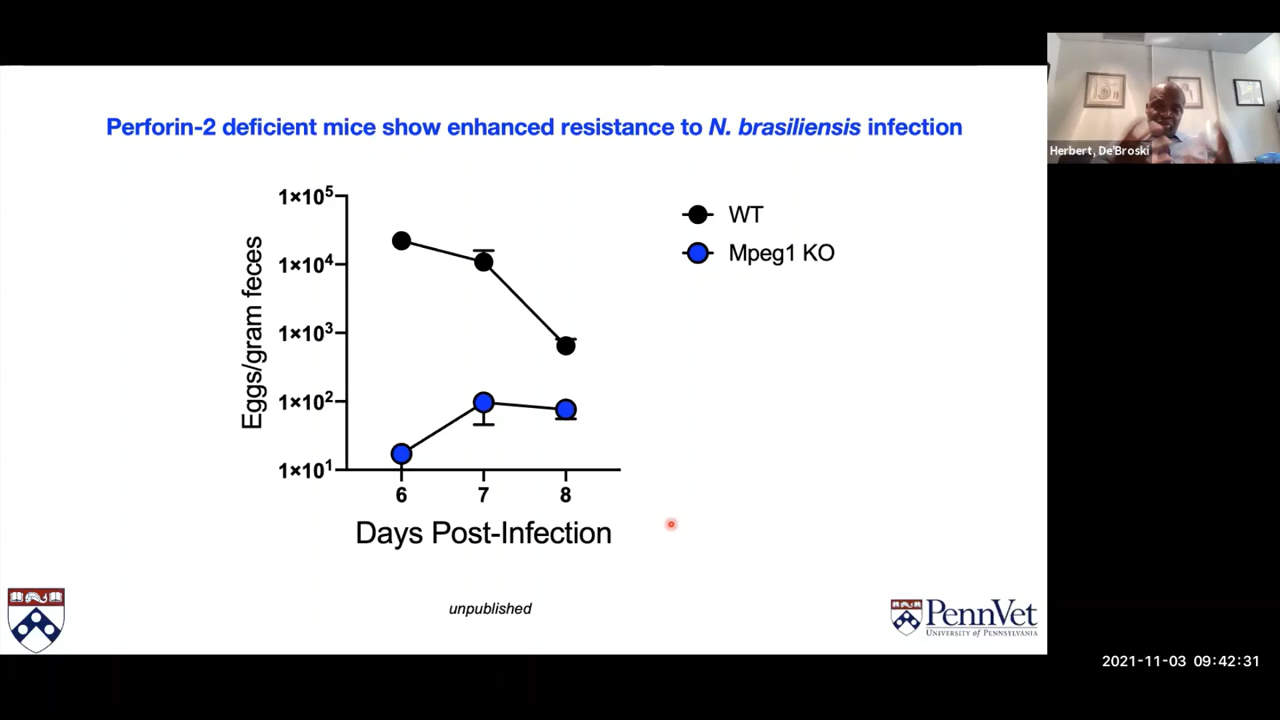 Perforin-2 deficient mice show enhanced resistance to N. brasiliensis infection
Herbert, De'Broski
1×10⁵
1×10⁴
1×10³
1×10²
1×10¹
Eggs/gram feces
6 7 8
Days Post-Infection
WT
Mpeg1 KO
unpublished
PennVet
UNIVERSITY OF PENNSYLVANIA
2021-11-03 09:42:31